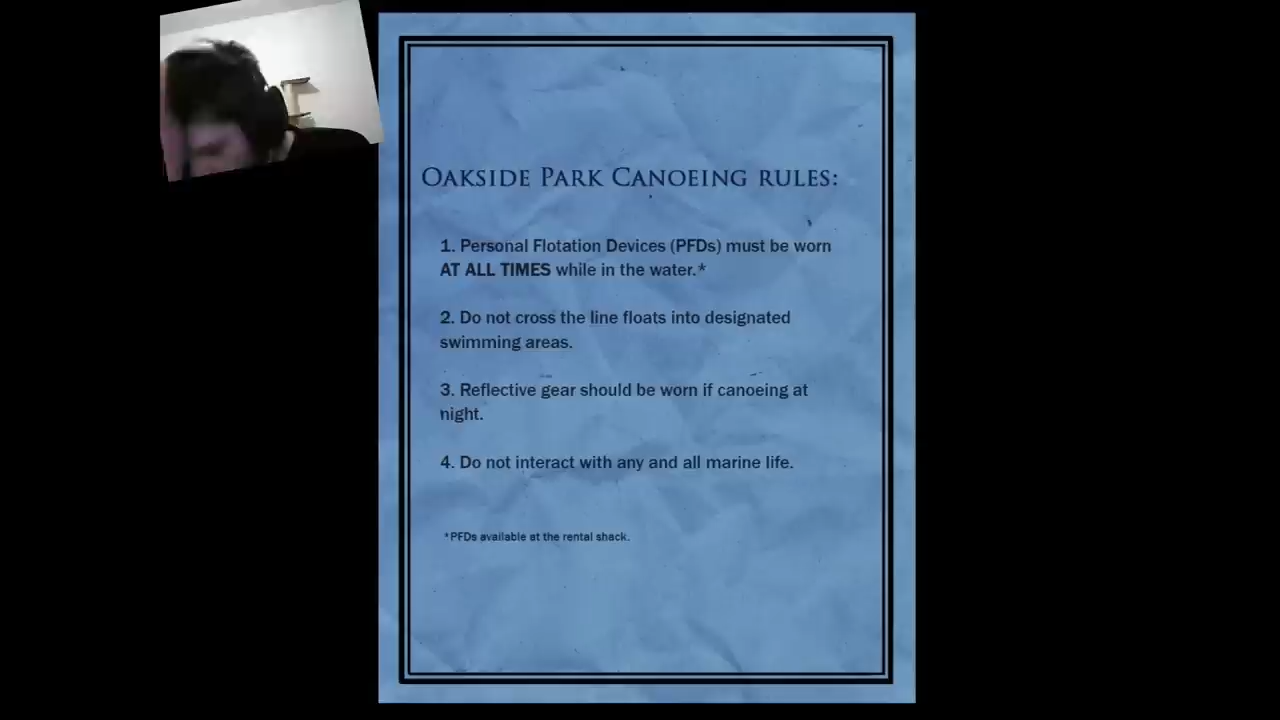 Oakside Park Canoeing rules:
1. Personal Flotation Devices (PFDs) must be worn
AT ALL TIMES while in the water.*
2. Do not cross the line floats into designated
swimming areas.
3. Reflective gear should be worn if canoeing at
night.
4. Do not interact with any and all marine life.
*PFDs available at the rental shack.